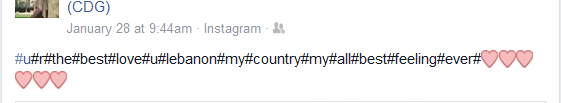 (CDG)
January 28 at 9:44am · Instagram ·
#u#r#the#best#love#u#lebanon#my#country#my#all#best#feeling#ever#💗💗💗
💗💗💗